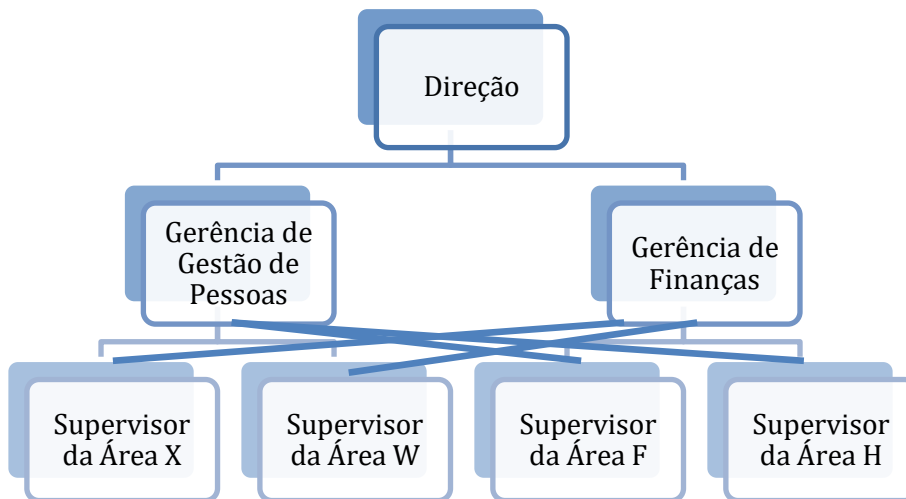 Direção
Gerência de
Gestão de
Pessoas
Gerência de
Finanças
Supervisor
da Área X
Supervisor
da Área W
Supervisor
da Área F
Supervisor
da Área H